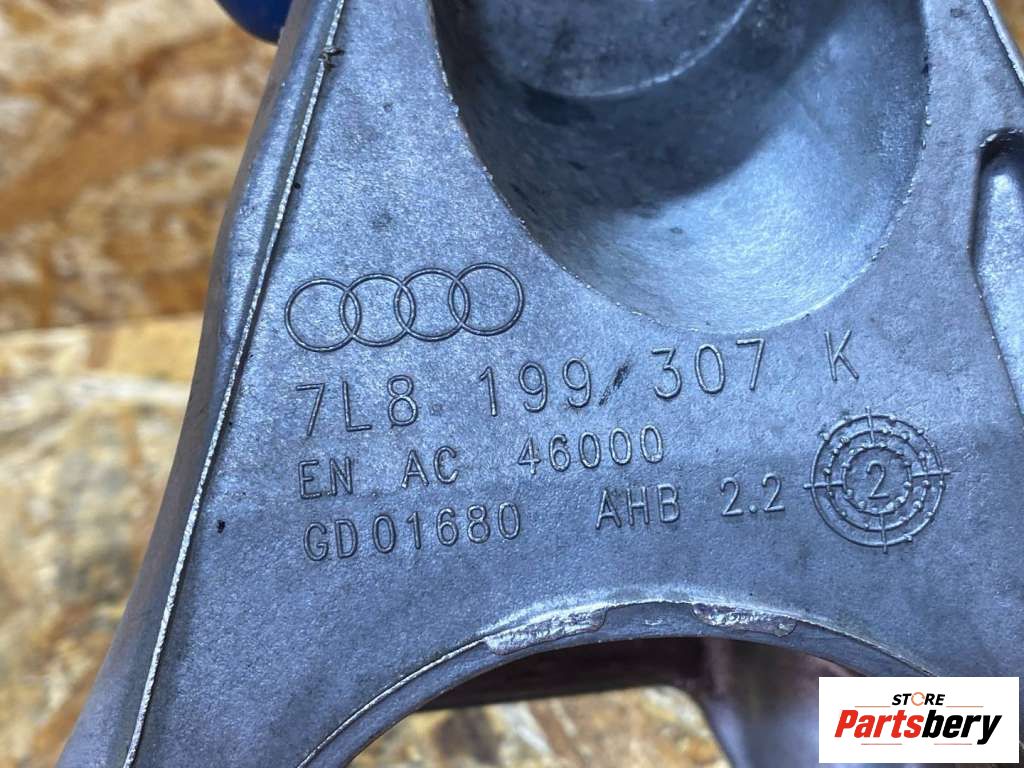 7L8 199 307 K
EN AC 46000
GD01680 AHB 2.2
2
STORE
Partsbery